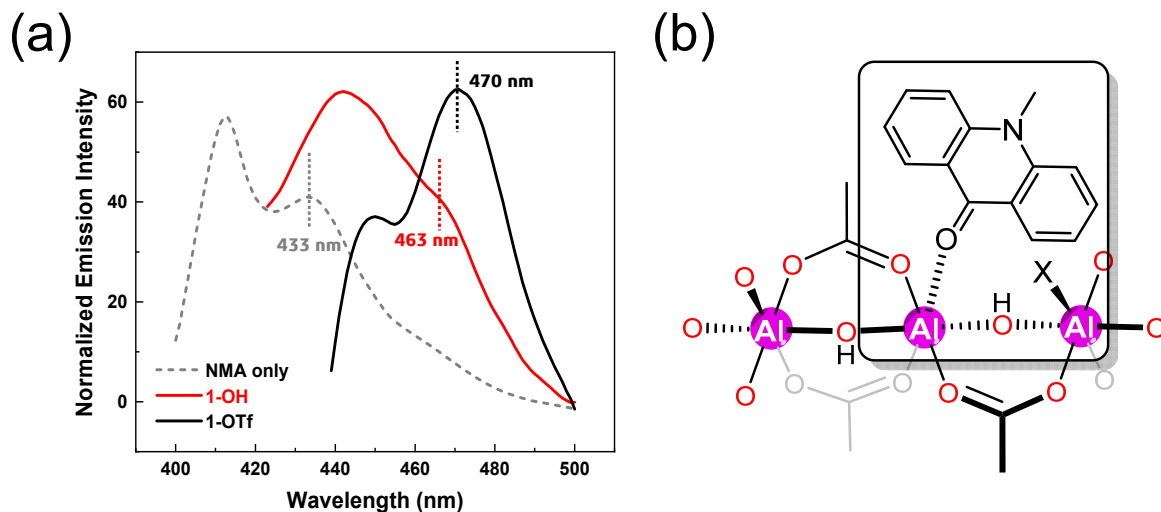 (a)
Normalized Emission Intensity
60
40
20
0
470 nm
433 nm
463 nm
NMA only
1-OH
1-OTf
400
420
440
460
480
500
Wavelength (nm)
(b)
N
O
O
O
O
O
X
H
O
Al
O
H
Al
O
Al
O
O
O
O
O
O
O